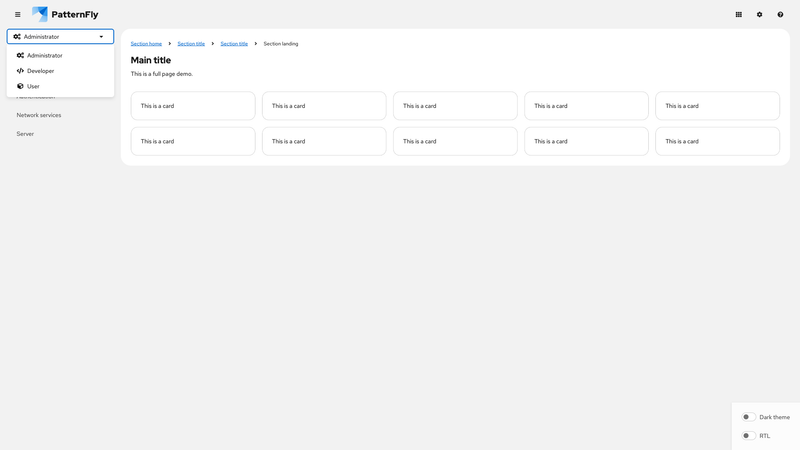 PatternFly
Administrator
Administrator
Developer
User
Network services
Server
Section home
Section title
Section title
Section landing
Main title
This is a full page demo.
This is a card
This is a card
This is a card
This is a card
This is a card
This is a card
This is a card
This is a card
This is a card
This is a card
Dark theme
RTL